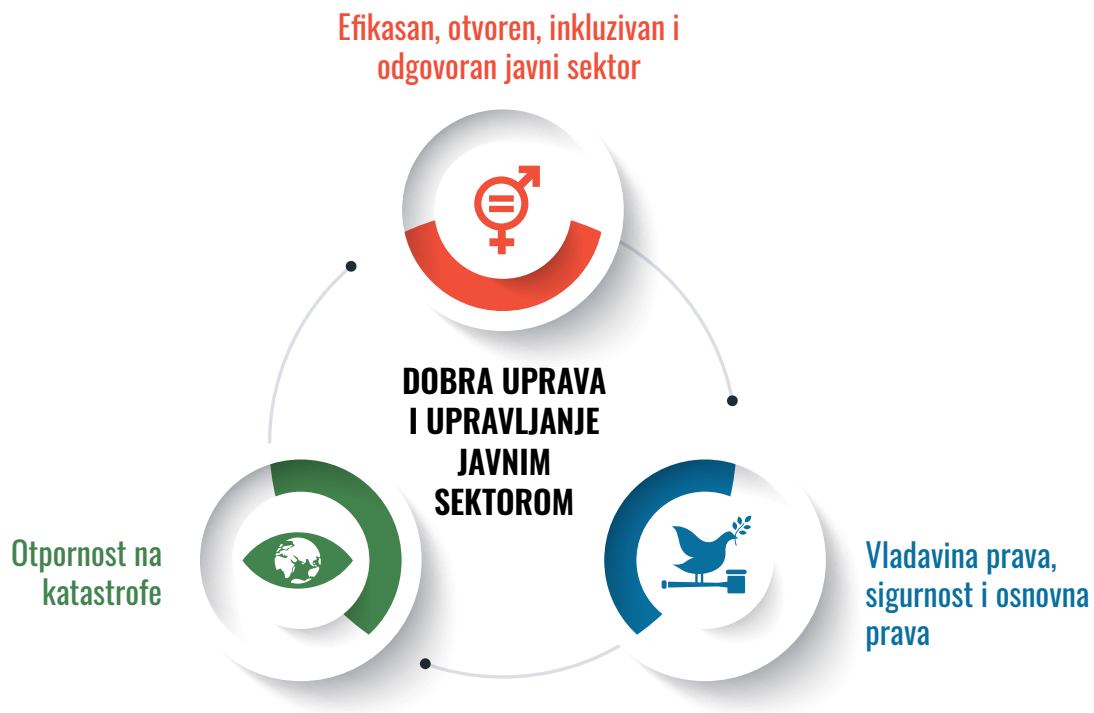 Efikasan, otvoren, inkluzivan i
odgovoran javni sektor
DOBRA UPRAVA
I UPRAVLJANJE
JAVNIM
SEKTOROM
Otpornost na
katastrofe
Vladavina prava,
sigurnost i osnovna
prava